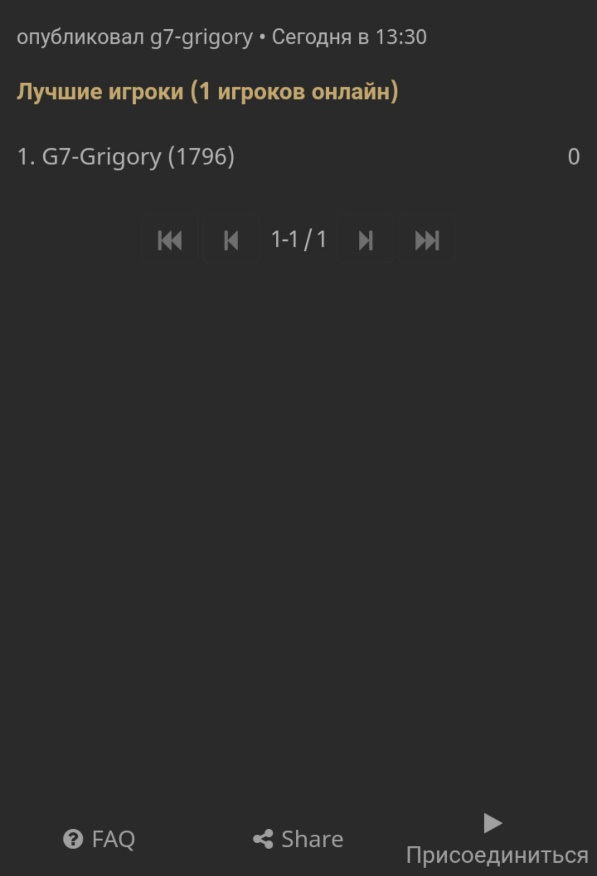 опубликовал g7-grigory • Сегодня в 13:30
Лучшие игроки (1 игроков онлайн)
1. G7-Grigory (1796) 0
1-1 / 1
FAQ
Share
Присоединиться